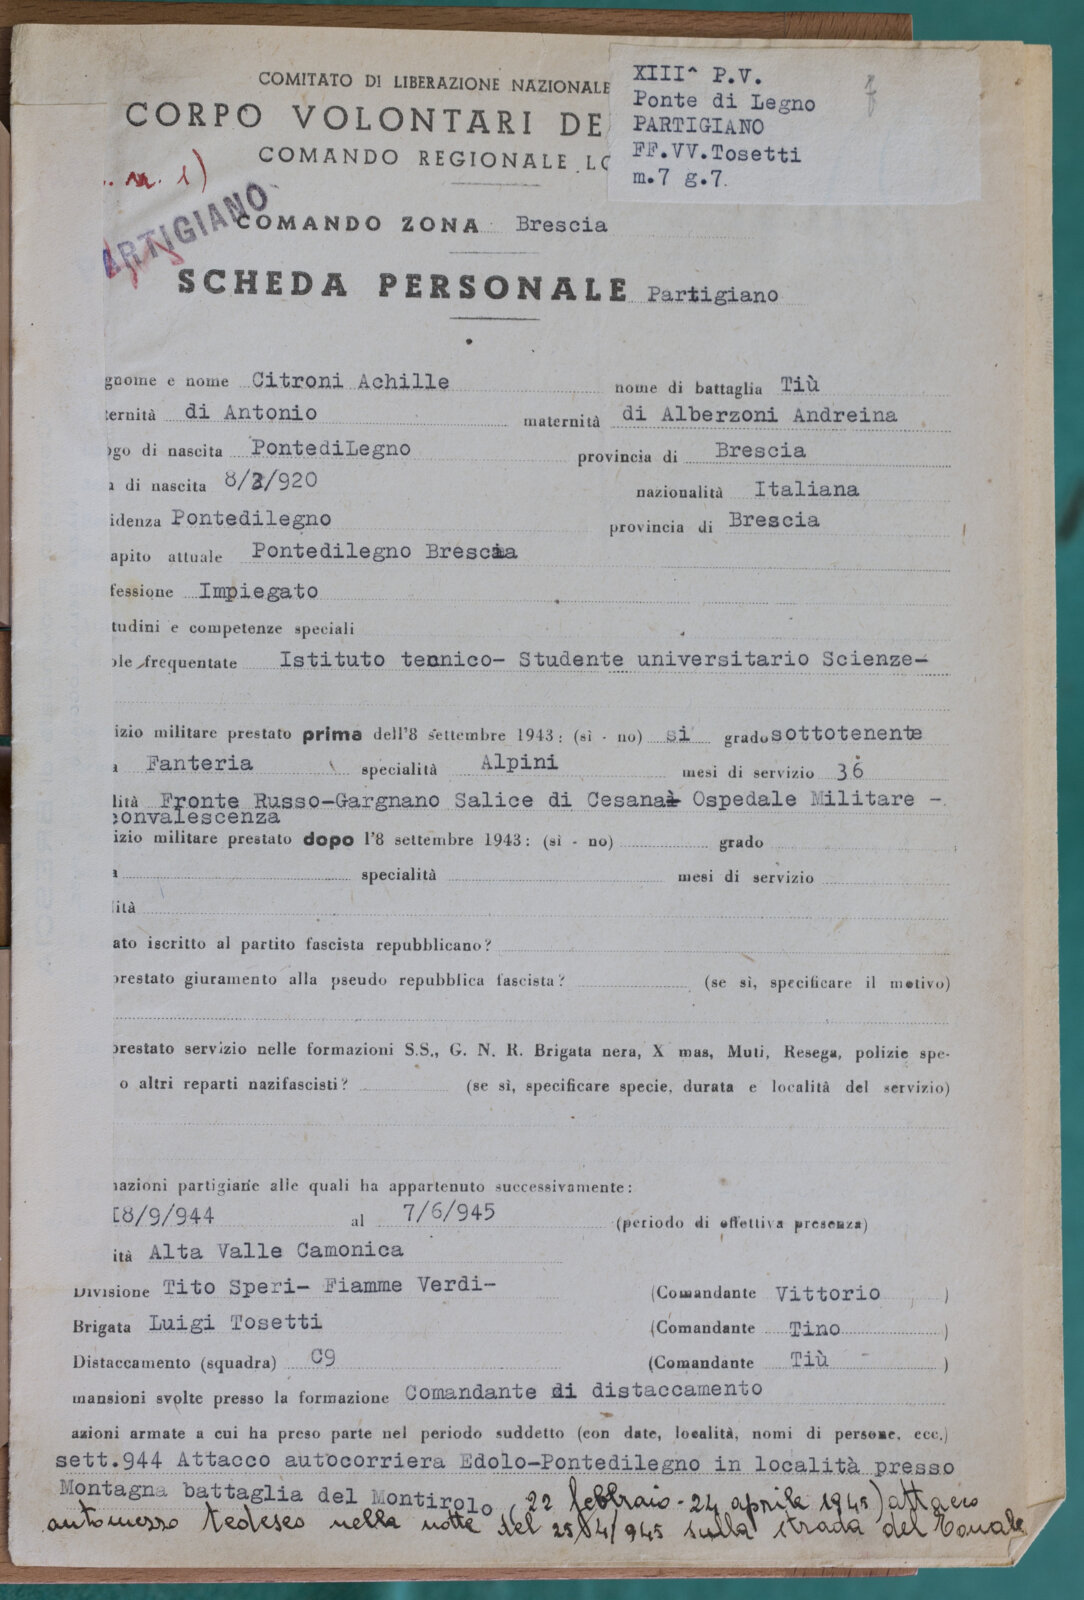 COMITATO DI LIBERAZIONE NAZIONALE
XIII^ P.V.
Ponte di Legno
PARTIGIANO
FF.VV.Tosetti
m.7 g.7.
CORPO VOLONTARI DE
COMANDO REGIONALE LO
. m. 1)
PARTIGIANO
COMANDO ZONA Brescia
SCHEDA PERSONALE Partigiano
gnome e nome Citroni Achille nome di battaglia Tiù
ternità di Antonio maternità di Alberzoni Andreina
ogo di nascita PontediLegno provincia di Brescia
a di nascita 8/2/920 nazionalità Italiana
idenza Pontedilegno provincia di Brescia
apito attuale Pontedilegno Brescia
fessione Impiegato
tudini e competenze speciali
ole frequentate Istituto tecnico- Studente universitario Scienze-
izio militare prestato prima dell'8 settembre 1943: (sì - no) si grado sottotenente
a Fanteria specialità Alpini mesi di servizio 36
lità Fronte Russo-Gargnano Salice di Cesana Ospedale Militare -
convalescenza
izio militare prestato dopo l'8 settembre 1943: (sì - no) grado
a specialità mesi di servizio
lità
ato iscritto al partito fascista repubblicano?
prestato giuramento alla pseudo repubblica fascista? (se sì, specificare il motivo)
prestato servizio nelle formazioni S.S., G. N. R. Brigata nera, X mas, Muti, Resega, polizie spe-
o altri reparti nazifascisti? (se sì, specificare specie, durata e località del servizio)
mazioni partigiane alle quali ha appartenuto successivamente:
I8/9/944 al 7/6/945 (periodo di effettiva presenza)
ità Alta Valle Camonica
Divisione Tito Speri- Fiamme Verdi- (Comandante Vittorio )
Brigata Luigi Tosetti (Comandante Tino )
Distaccamento (squadra) C9 (Comandante Tiù )
mansioni svolte presso la formazione Comandante di distaccamento
azioni armate a cui ha preso parte nel periodo suddetto (con date, località, nomi di persone, ecc.)
sett.944 Attacco autocorriera Edolo-Pontedilegno in località presso
Montagna battaglia del Montirolo (22 febbraio - 24 aprile 1945) attacco
automezzo tedesco nella notte del 25/4/945 sulla strada del Tonale